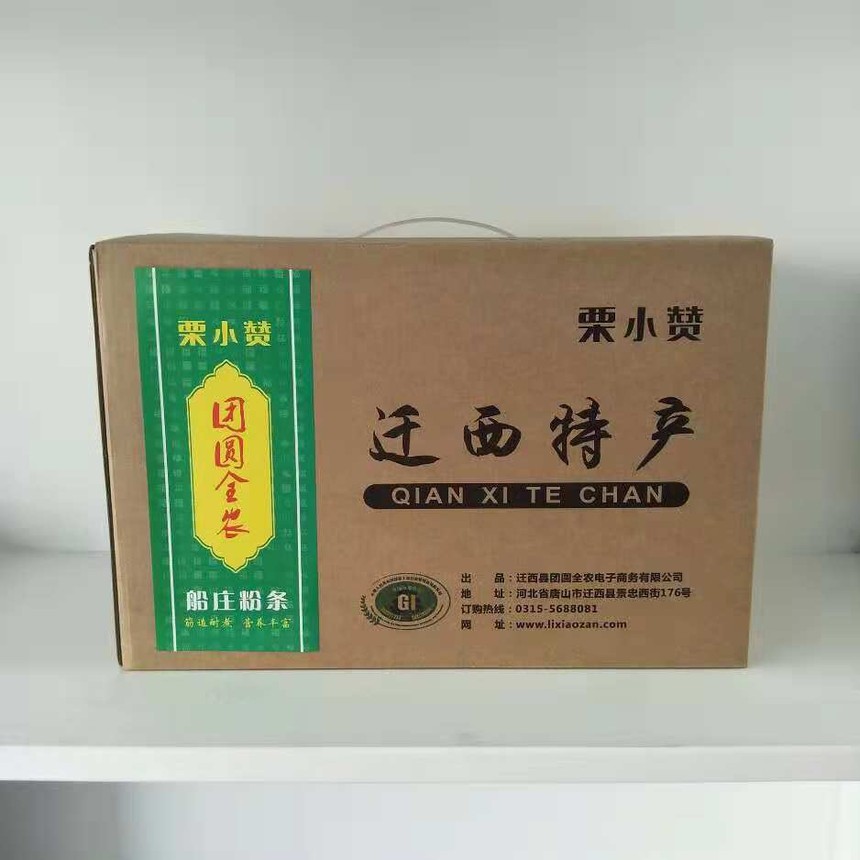 栗小赞
团圆全农
船庄粉条
筋道耐煮 营养丰富
栗小赞
迁西特产
QIAN XI TE CHAN
GI
出 品：迁西县团圆全农电子商务有限公司
地 址：河北省唐山市迁西县景忠西街176号
订购热线：0315-5688081
网 址：www.lixiaozan.com